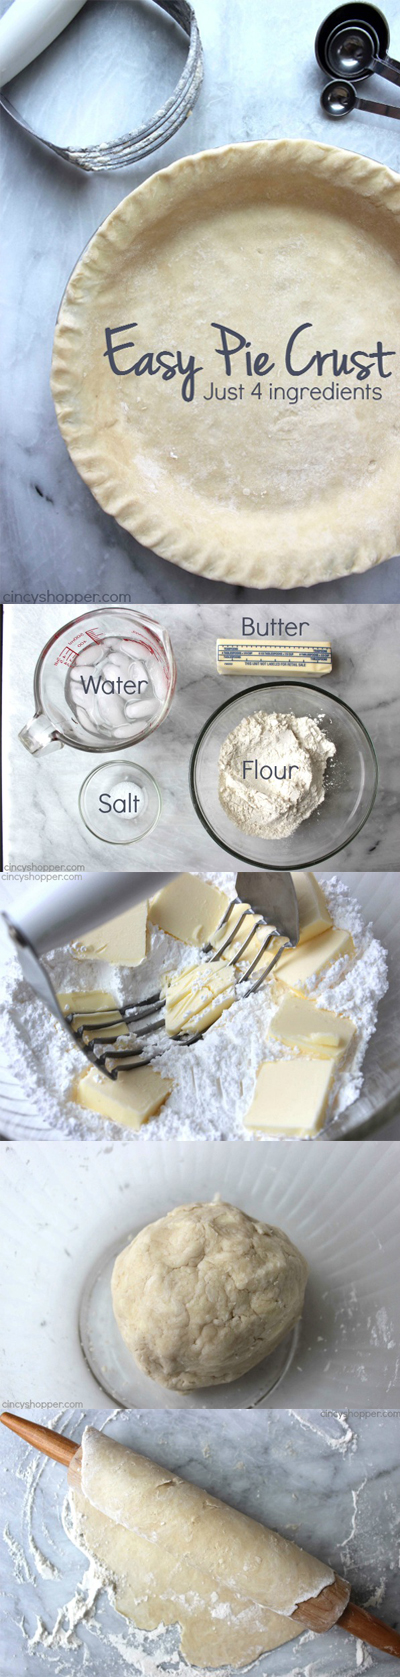 Easy Pie Crust
Just 4 ingredients
cincyshopper.com
Butter
Water
Flour
Salt
cincyshopper.com
cincyshopper.com
cincyshopper.com
cincyshopper.com